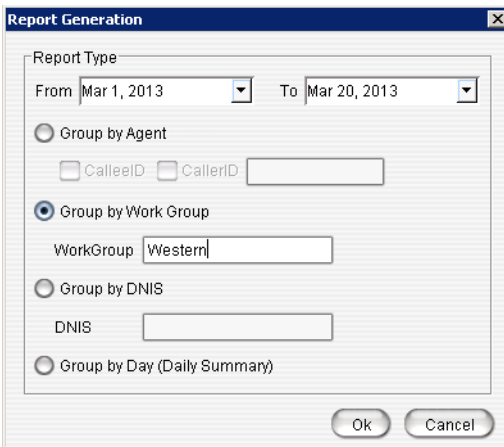 Report Generation
Report Type
From Mar 1, 2013 To Mar 20, 2013
Group by Agent
CalleeID CallerID
Group by Work Group
WorkGroup Western
Group by DNIS
DNIS
Group by Day (Daily Summary)
Ok Cancel